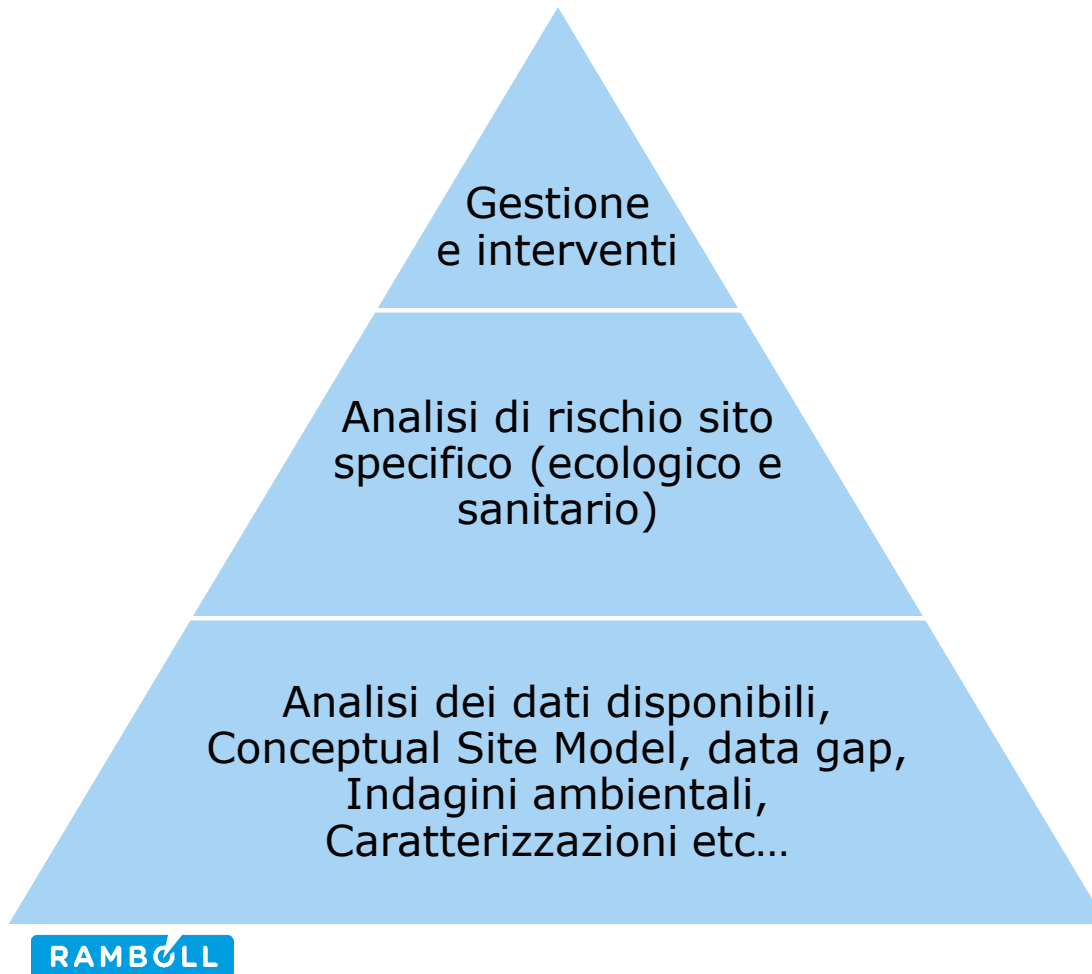 Gestione
e interventi
Analisi di rischio sito
specifico (ecologico e
sanitario)
Analisi dei dati disponibili,
Conceptual Site Model, data gap,
Indagini ambientali,
Caratterizzazioni etc…
RAMBOLL